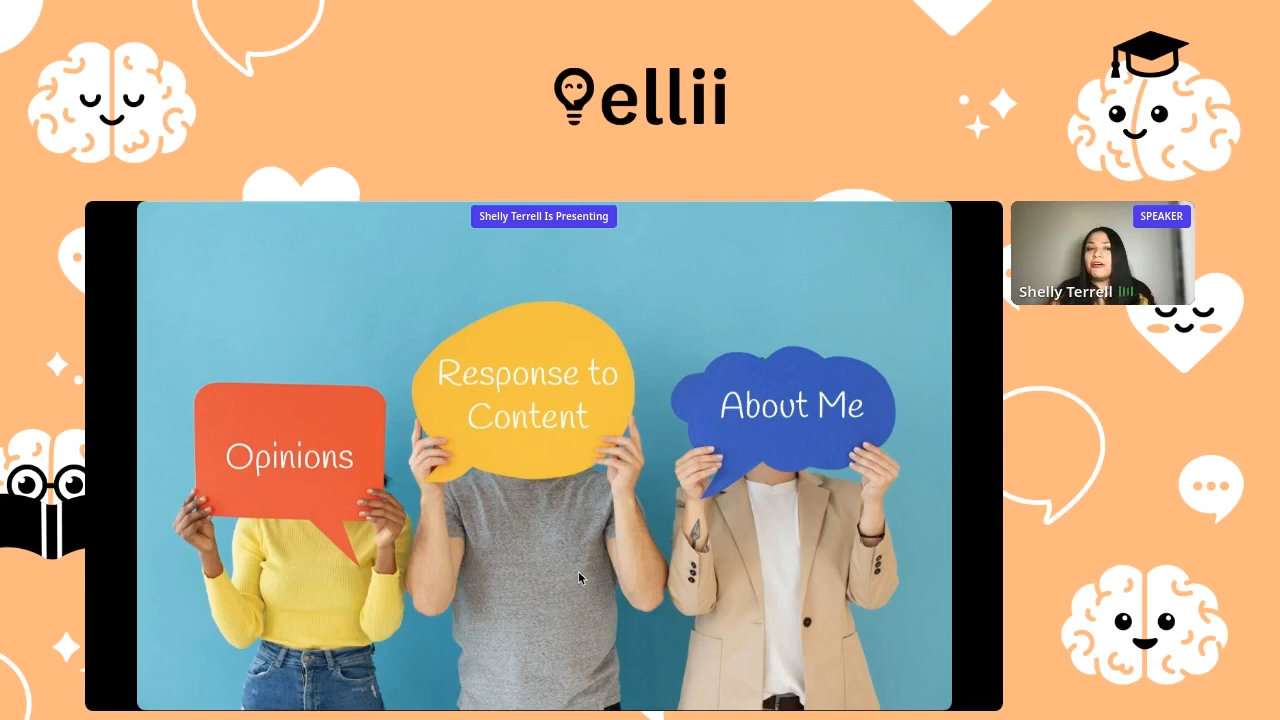 ellii
Shelly Terrell Is Presenting
SPEAKER
Shelly Terrell
Opinions
Response to
Content
About Me